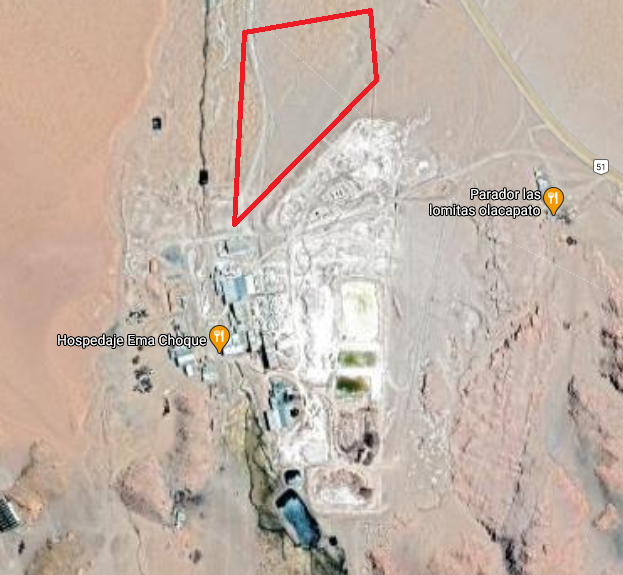 51
Parador las
lomitas olacapato
Hospedaje Ema Choque